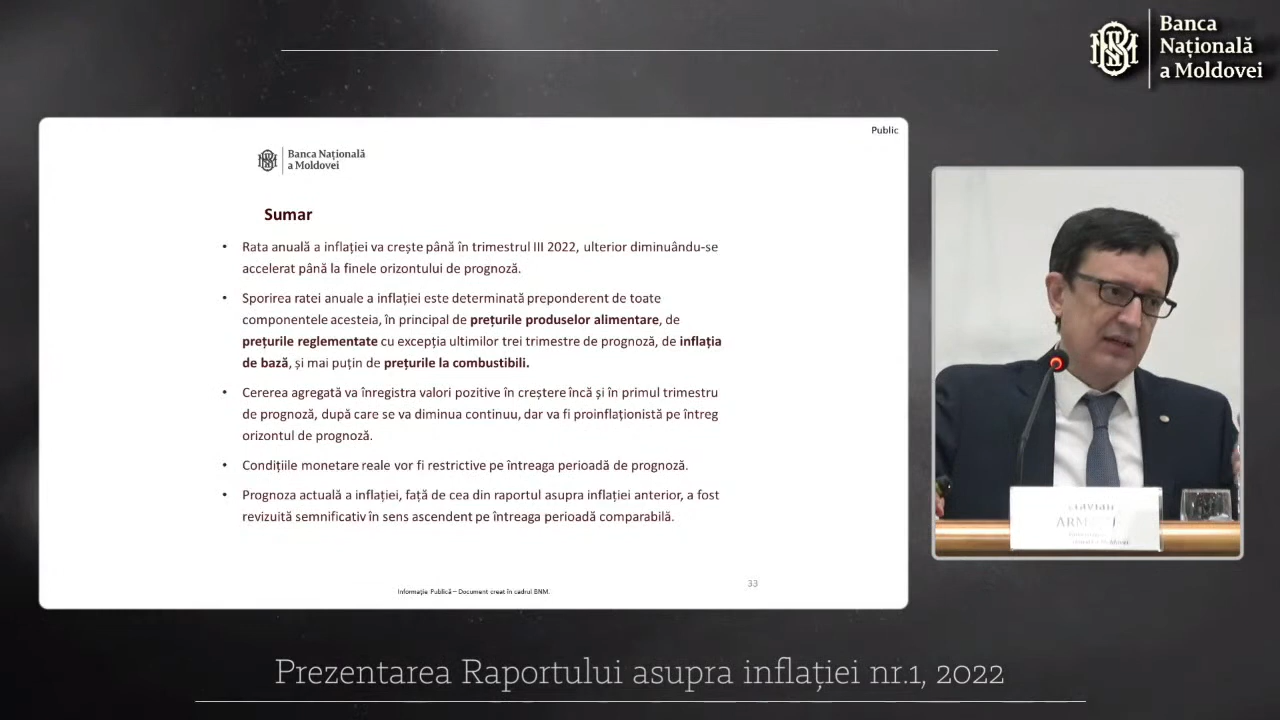 Banca
Națională
a Moldovei
Public
Banca Națională
a Moldovei
Sumar
• Rata anuală a inflației va crește până în trimestrul III 2022, ulterior diminuându-se
accelerat până la finele orizontului de prognoză.
• Sporirea ratei anuale a inflației este determinată preponderent de toate
componentele acesteia, în principal de prețurile produselor alimentare, de
prețurile reglementate cu excepția ultimilor trei trimestre de prognoză, de inflația
de bază, și mai puțin de prețurile la combustibili.
• Cererea agregată va înregistra valori pozitive în creștere încă și în primul trimestru
de prognoză, după care se va diminua continuu, dar va fi proinflaționistă pe întreg
orizontul de prognoză.
• Condițiile monetare reale vor fi restrictive pe întreaga perioadă de prognoză.
• Prognoza actuală a inflației, față de cea din raportul asupra inflației anterior, a fost
revizuită semnificativ în sens ascendent pe întreaga perioadă comparabilă.
33
Informație Publică – Document creat în cadrul BNM.
Prezentarea Raportului asupra inflației nr.1, 2022